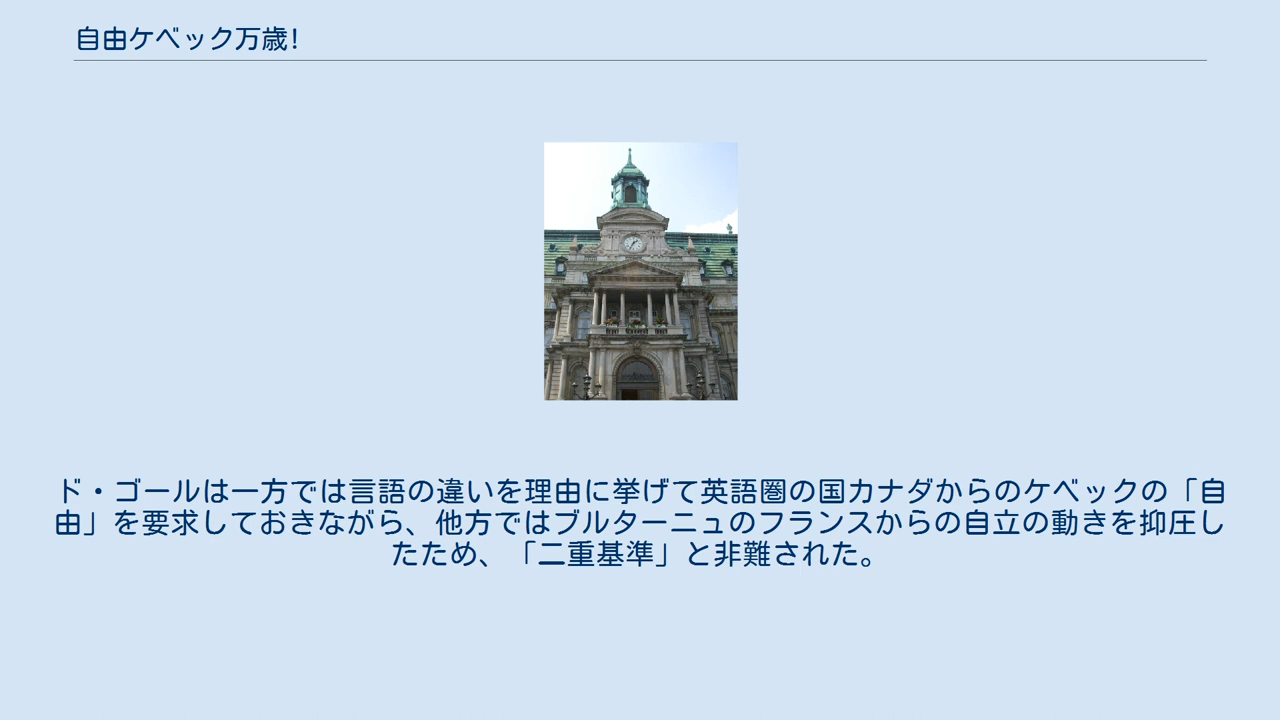 自由ケベック万歳!
ド・ゴールは一方では言語の違いを理由に挙げて英語圏の国カナダからのケベックの「自
由」を要求しておきながら、他方ではブルターニュのフランスからの自立の動きを抑圧し
たため、「二重基準」と非難された。